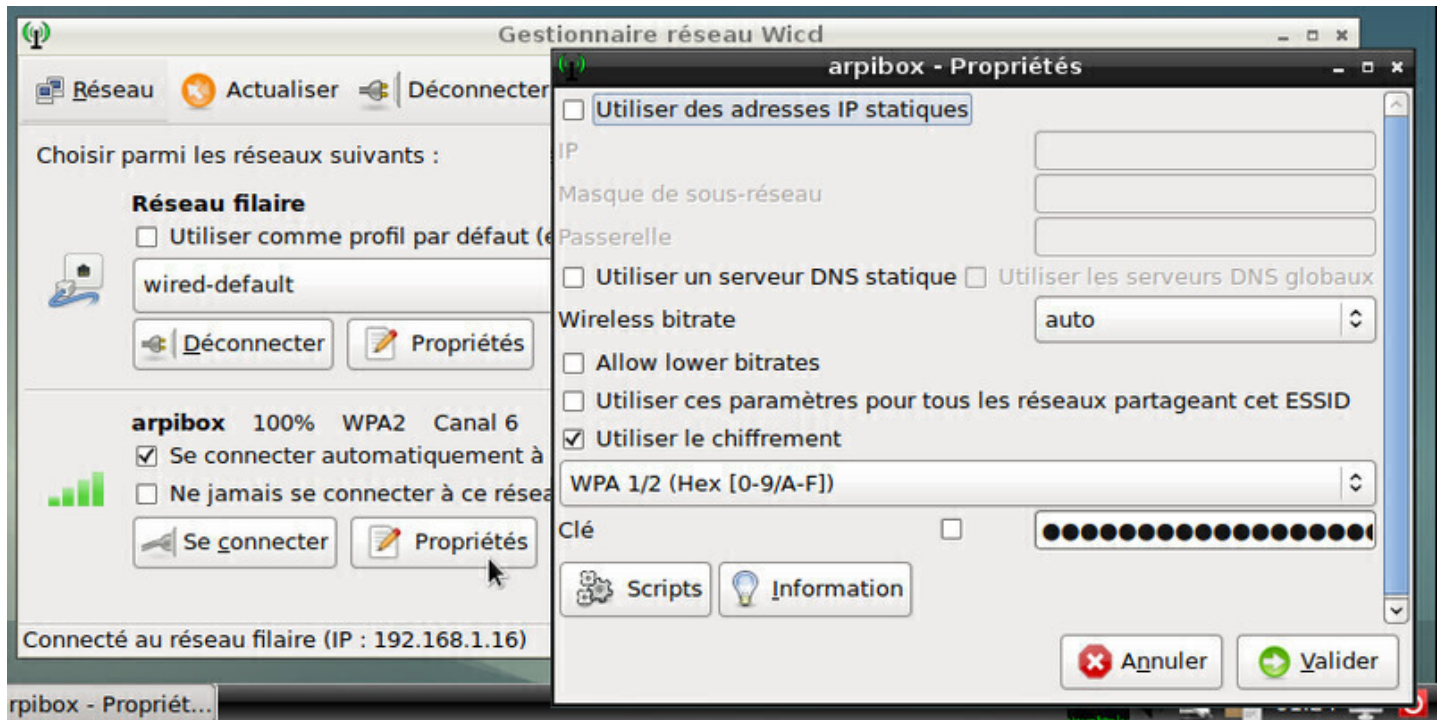 Gestionnaire réseau Wicd
Réseau Actualiser Déconnecter
Choisir parmi les réseaux suivants :
Réseau filaire
Utiliser comme profil par défaut
wired-default
Déconnecter Propriétés
arpibox 100% WPA2 Canal 6
Se connecter automatiquement à
Ne jamais se connecter à ce
Se connecter Propriétés
Connecté au réseau filaire (IP : 192.168.1.16)
arpibox - Propriétés
Utiliser des adresses IP statiques
IP
Masque de sous-réseau
Passerelle
Utiliser un serveur DNS statique Utiliser les serveurs DNS globaux
Wireless bitrate auto
Allow lower bitrates
Utiliser ces paramètres pour tous les réseaux partageant cet ESSID
Utiliser le chiffrement
WPA 1/2 (Hex [0-9/A-F])
Clé
Scripts Information
Annuler Valider
rpibox - Propriét...